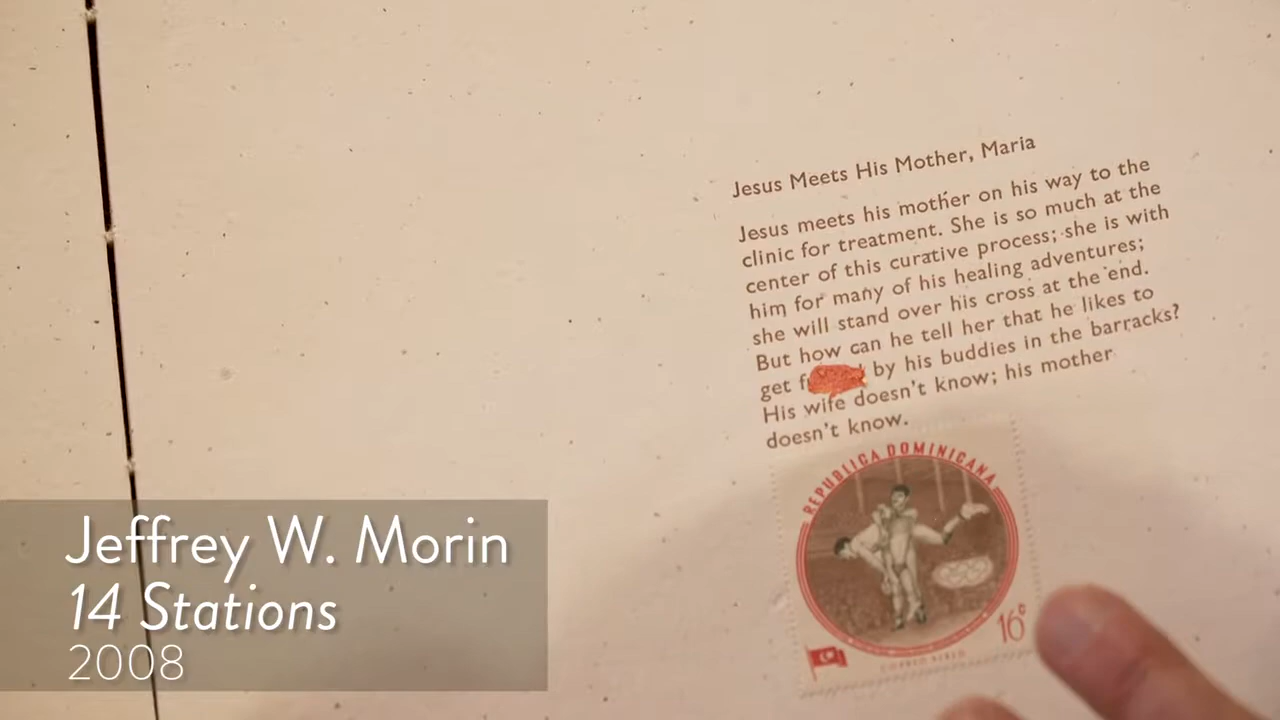 Jesus Meets His Mother, Maria
Jesus meets his mother on his way to the
clinic for treatment. She is so much at the
center of this curative process; she is with
him for many of his healing adventures;
she will stand over his cross at the end.
But how can he tell her that he likes to
get by his buddies in the barracks?
His wife doesn't know; his mother
doesn't know.
REPUBLICA DOMINICANA
16c
CORREO AEREO
Jeffrey W. Morin
14 Stations
2008